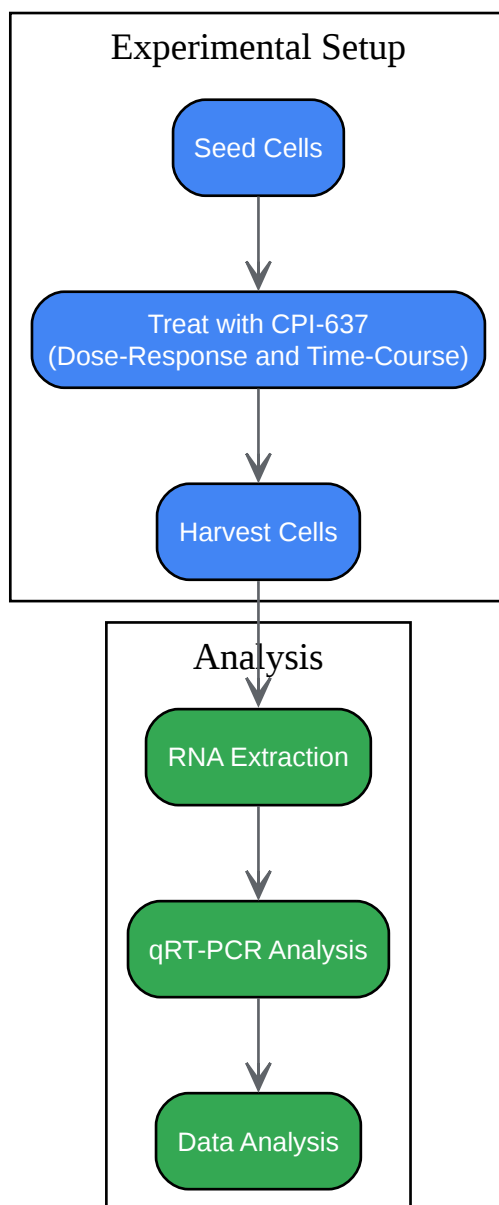 Experimental Setup
Seed Cells
Treat with CPI-637
(Dose-Response and Time-Course)
Harvest Cells
Analysis
RNA Extraction
qRT-PCR Analysis
Data Analysis